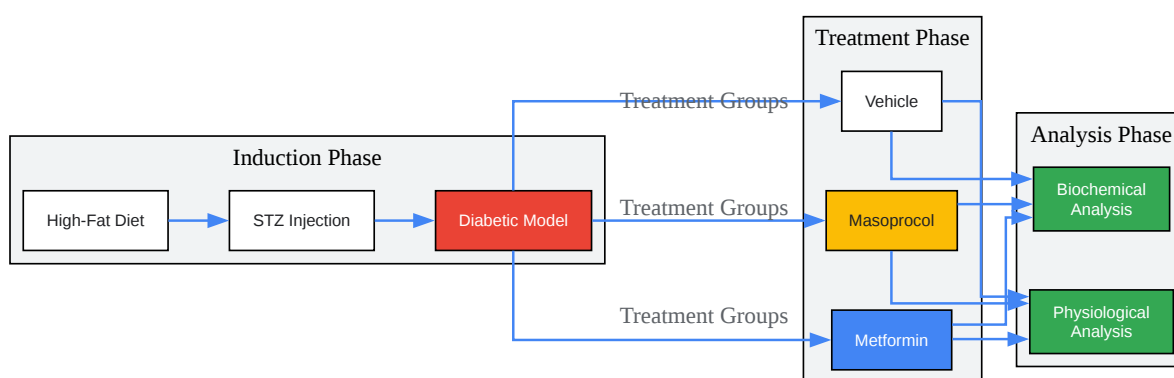 Treatment Phase
Treatment Groups
Vehicle
Induction Phase
Analysis Phase
High-Fat Diet
STZ Injection
Diabetic Model
Treatment Groups
Masoprocol
Biochemical
Analysis
Treatment Groups
Metformin
Physiological
Analysis